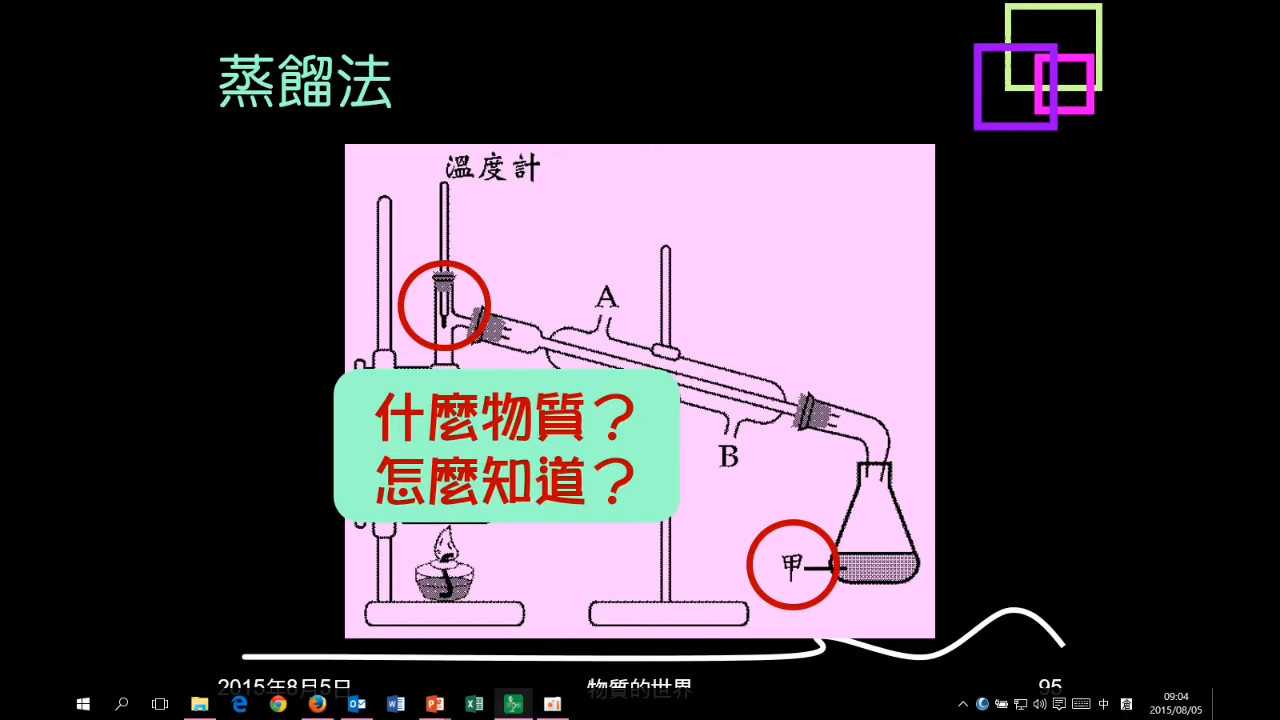 蒸餾法
溫度計
A
什麼物質？
怎麼知道？
B
甲
2015年8月5日
物質的世界
95
中
09:04
2015/08/05